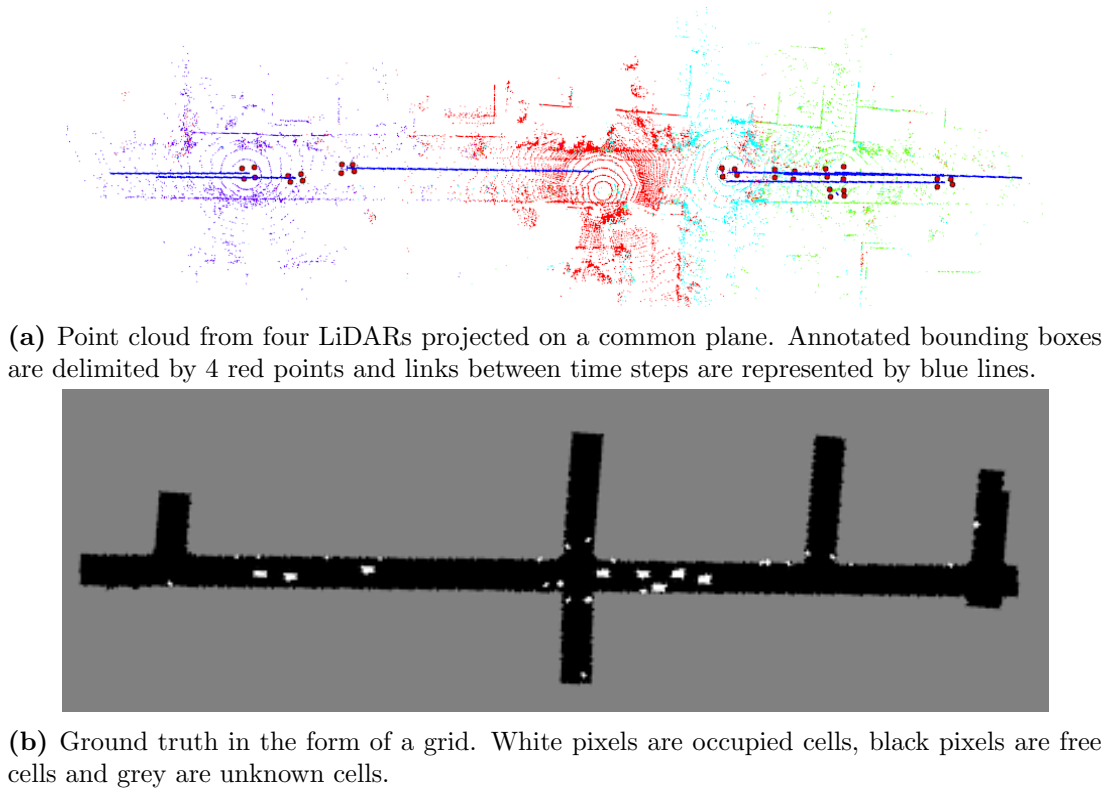 (a) Point cloud from four LiDARs projected on a common plane. Annotated bounding boxes
are delimited by 4 red points and links between time steps are represented by blue lines.
(b) Ground truth in the form of a grid. White pixels are occupied cells, black pixels are free
cells and grey are unknown cells.